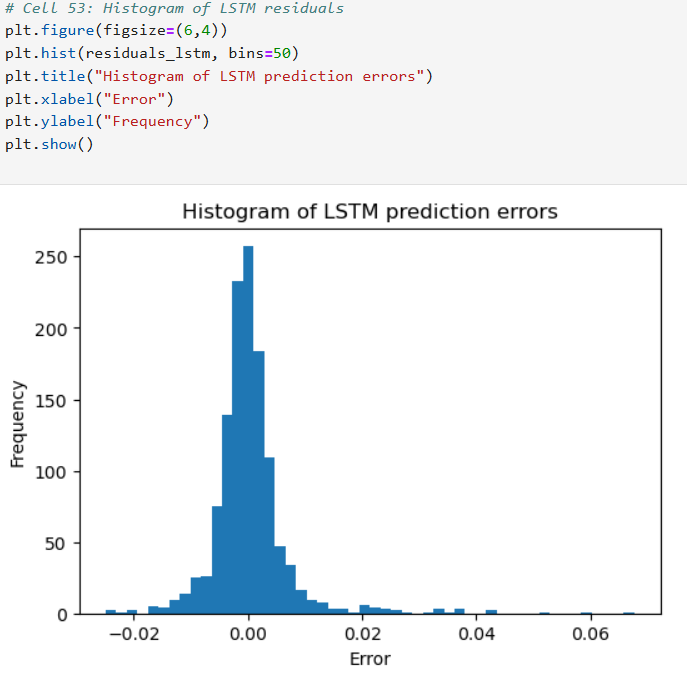 # Cell 53: Histogram of LSTM residuals
plt.figure(figsize=(6,4))
plt.hist(residuals_lstm, bins=50)
plt.title("Histogram of LSTM prediction errors")
plt.xlabel("Error")
plt.ylabel("Frequency")
plt.show()
Histogram of LSTM prediction errors
250
200
150
100
50
0
Frequency
−0.02 0.00 0.02 0.04 0.06
Error